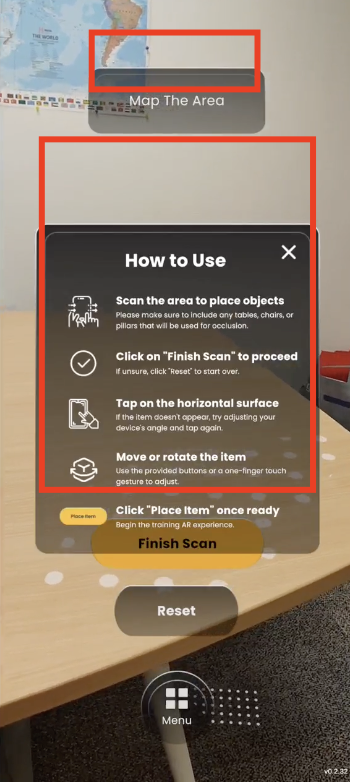 THE WORLD
Map The Area
How to Use
Scan the area to place objects
Please make sure to include any tables, chairs, or
pillars that will be used for occlusion.
Click on "Finish Scan" to proceed
If unsure, click "Reset" to start over.
Tap on the horizontal surface
If the item doesn't appear, try adjusting your
device's angle and tap again.
Move or rotate the item
Use the provided buttons or a one-finger touch
gesture to adjust.
Place Item
Click "Place Item" once ready
Begin the training AR experience.
Finish Scan
Reset
Menu
v0.2.32